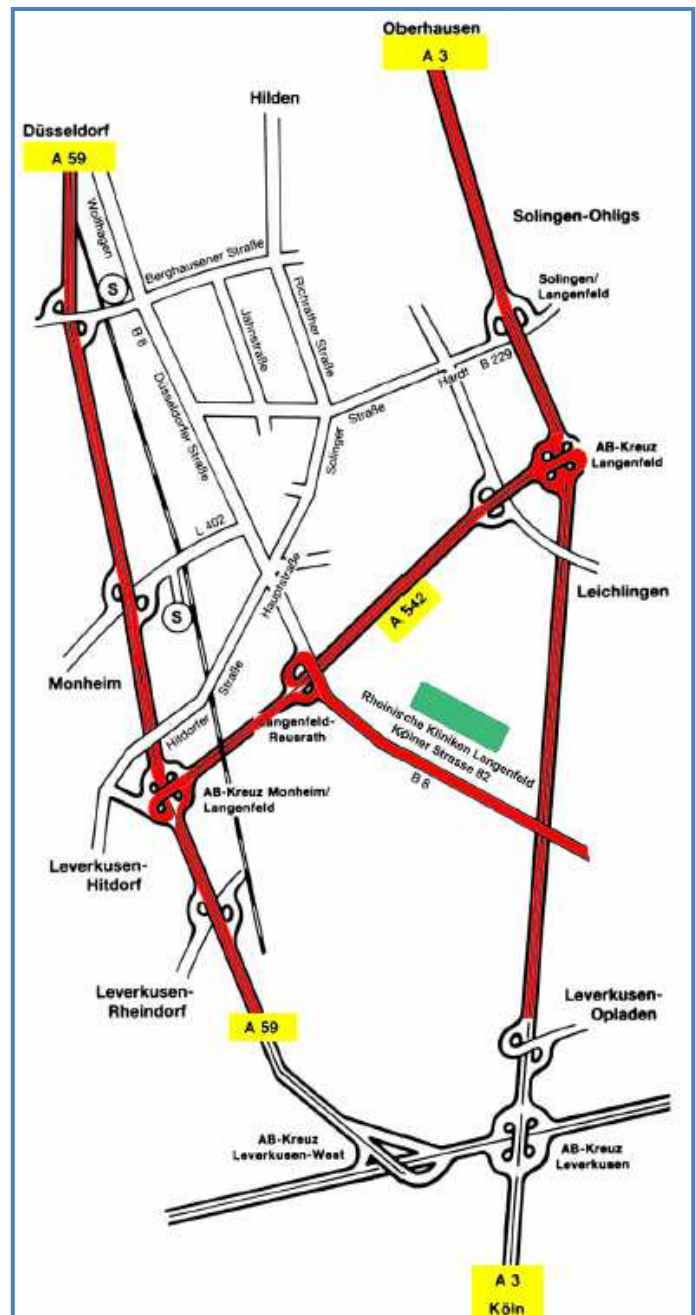 Oberhausen
A 3
Hilden
Düsseldorf
A 59
Wolfhagen
Solingen-Ohligs
Berghausener Straße
S
Solingen/
Langenfeld
Richrather Straße
Jahnstraße
B 8
Düsseldorfer Straße
Hardt
B 229
Solinger
Straße
AB-Kreuz
Langenfeld
L 402
Hauptstraße
A 542
Leichlingen
S
Monheim
Hitdorfer
Straße
Langenfeld-
Reusrath
Rheinische Kliniken Langenfeld
Kölner Strasse 82
B 8
AB-Kreuz Monheim/
Langenfeld
Leverkusen-
Hitdorf
Leverkusen-
Rheindorf
A 59
Leverkusen-
Opladen
AB-Kreuz
Leverkusen-West
AB-Kreuz
Leverkusen
A 3
Köln